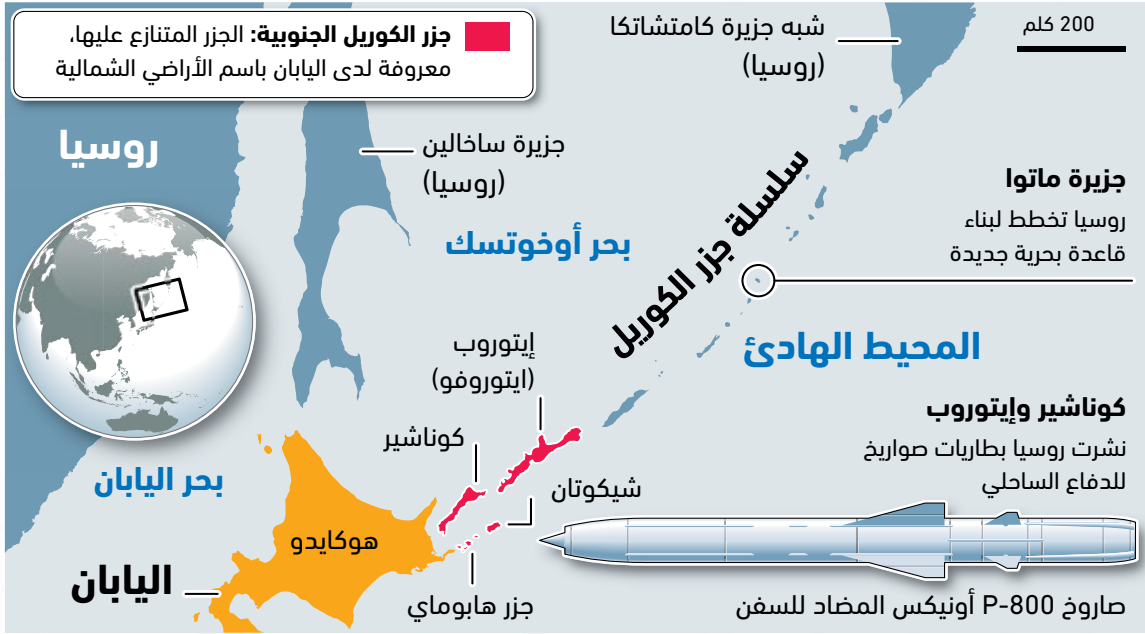 جزر الكوريل الجنوبية: الجزر المتنازع عليها،
معروفة لدى اليابان باسم الأراضي الشمالية
200 كلم
شبه جزيرة كامتشاتكا
(روسيا)
روسيا
جزيرة ساخالين
(روسيا)
بحر أوخوتسك
سلسلة جزر الكوريل
جزيرة ماتوا
روسيا تخطط لبناء
قاعدة بحرية جديدة
المحيط الهادئ
إيتوروب
(ايتوروفو)
كوناشير
شيكوتان
كوناشير وإيتوروب
نشرت روسيا بطاريات صواريخ
للدفاع الساحلي
بحر اليابان
هوكايدو
اليابان
جزر هابوماي
صاروخ P-800 أونيكس المضاد للسفن